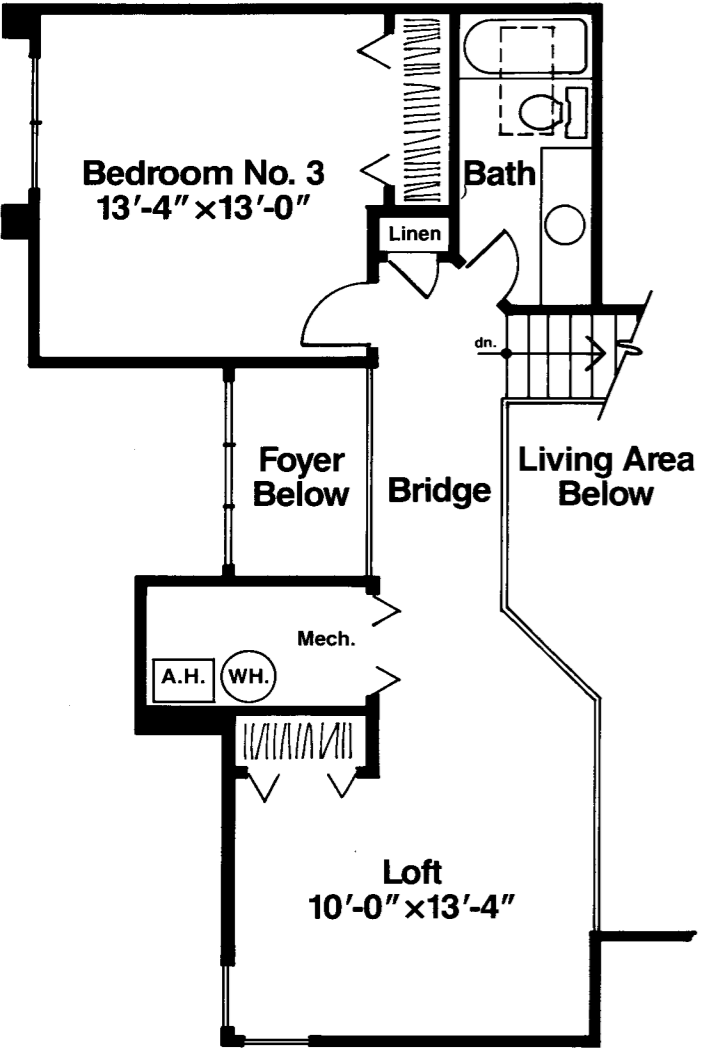 Bedroom No. 3
13'-4" ×13'-0"
Bath
Linen
dn.
Foyer
Below
Bridge
Living Area
Below
Mech.
A.H.
WH.
Loft
10'-0" ×13'-4"